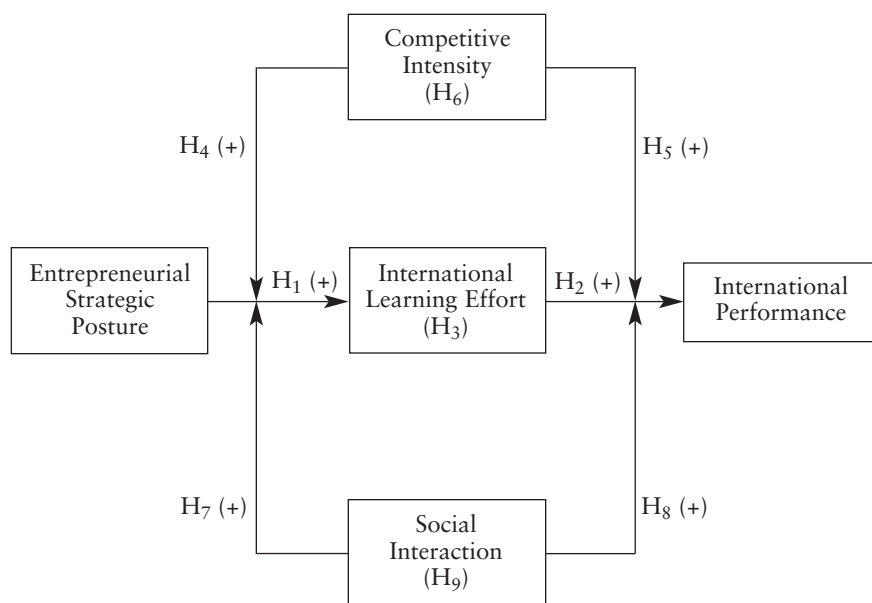 Competitive
Intensity
(H₆)
H₄ (+)
H₅ (+)
Entrepreneurial
Strategic
Posture
H₁ (+)
International
Learning Effort
(H₃)
H₂ (+)
International
Performance
H₇ (+)
Social
Interaction
(H₉)
H₈ (+)